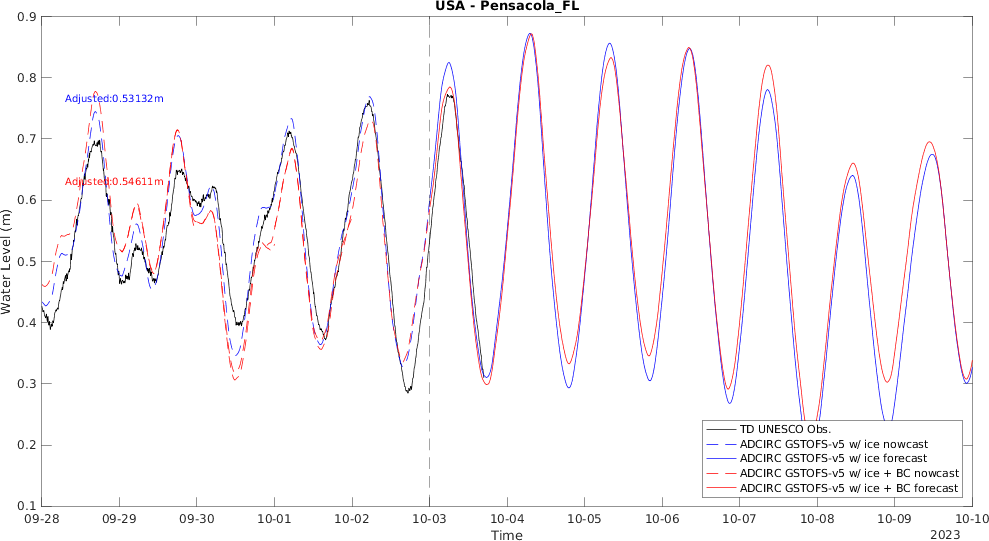 USA - Pensacola_FL
0.9
0.8
Adjusted:0.53132m
0.7
Adjusted:0.54611m
0.6
Water Level (m)
0.5
0.4
0.3
0.2
0.1
TD UNESCO Obs.
ADCIRC GSTOFS-v5 w/ ice nowcast
ADCIRC GSTOFS-v5 w/ ice forecast
ADCIRC GSTOFS-v5 w/ ice + BC nowcast
ADCIRC GSTOFS-v5 w/ ice + BC forecast
09-28 09-29 09-30 10-01 10-02 10-03 10-04 10-05 10-06 10-07 10-08 10-09 10-10
Time
2023